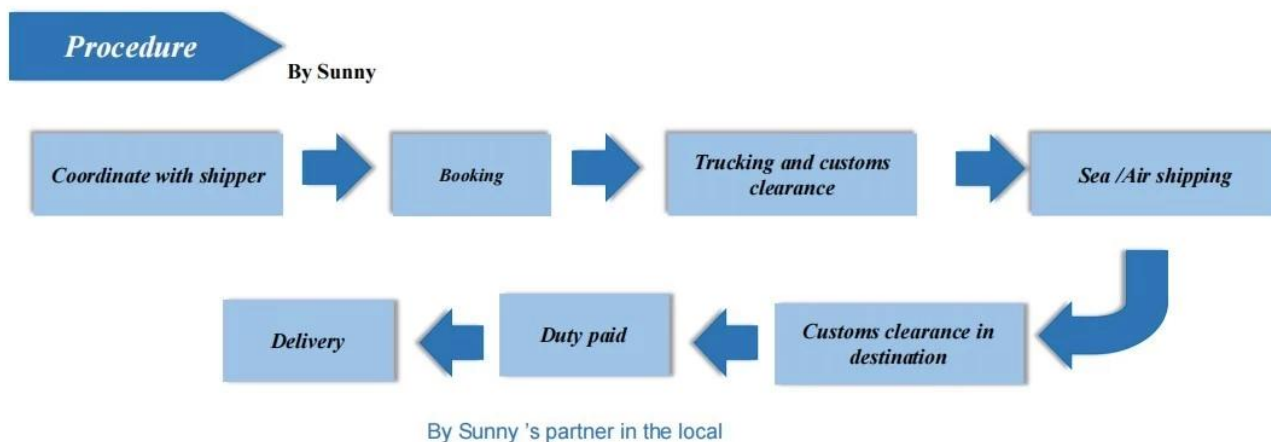 Procedure
By Sunny
Coordinate with shipper
Booking
Trucking and customs
clearance
Sea /Air shipping
Customs clearance in
destination
Duty paid
Delivery
By Sunny 's partner in the local